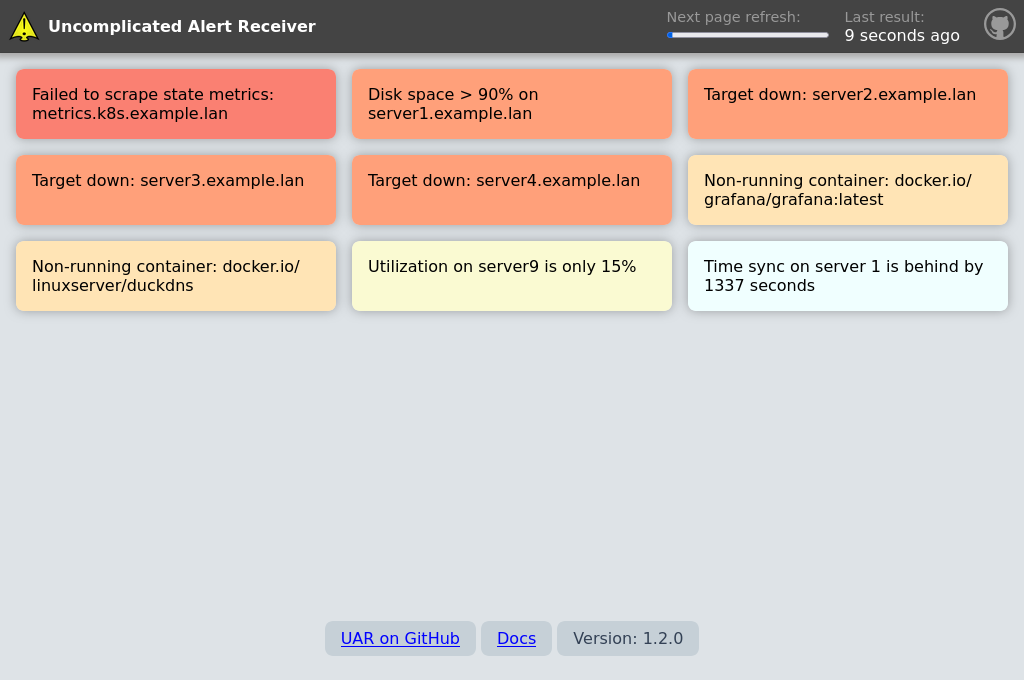 Uncomplicated Alert Receiver
Next page refresh:
Last result:
9 seconds ago
Failed to scrape state metrics:
metrics.k8s.example.lan
Disk space > 90% on
server1.example.lan
Target down: server2.example.lan
Target down: server3.example.lan
Target down: server4.example.lan
Non-running container: docker.io/
grafana/grafana:latest
Non-running container: docker.io/
linuxserver/duckdns
Utilization on server9 is only 15%
Time sync on server 1 is behind by
1337 seconds
UAR on GitHub
Docs
Version: 1.2.0